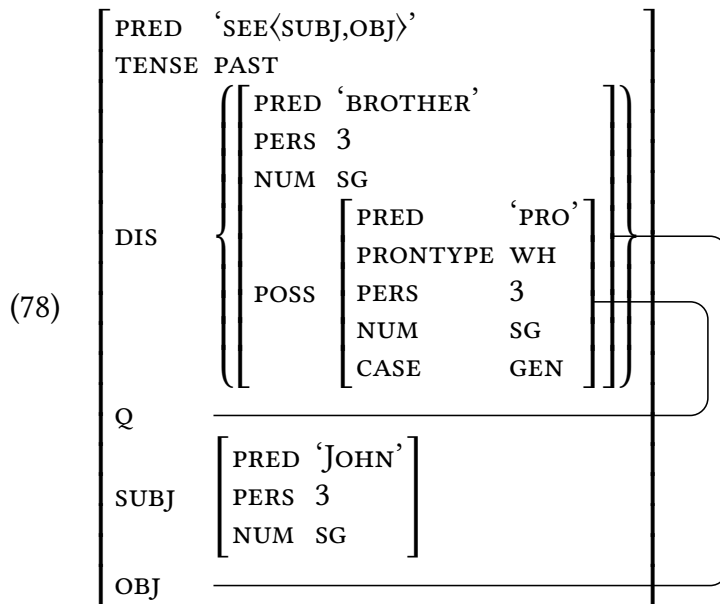 PRED ‘SEE⟨SUBJ,OBJ⟩’
TENSE PAST
PRED ‘BROTHER’
PERS 3
NUM SG
DIS
PRED ‘PRO’
PRONTYPE WH
(78)
POSS
PERS 3
NUM SG
CASE GEN
Q
PRED ‘JOHN’
SUBJ PERS 3
NUM SG
OBJ